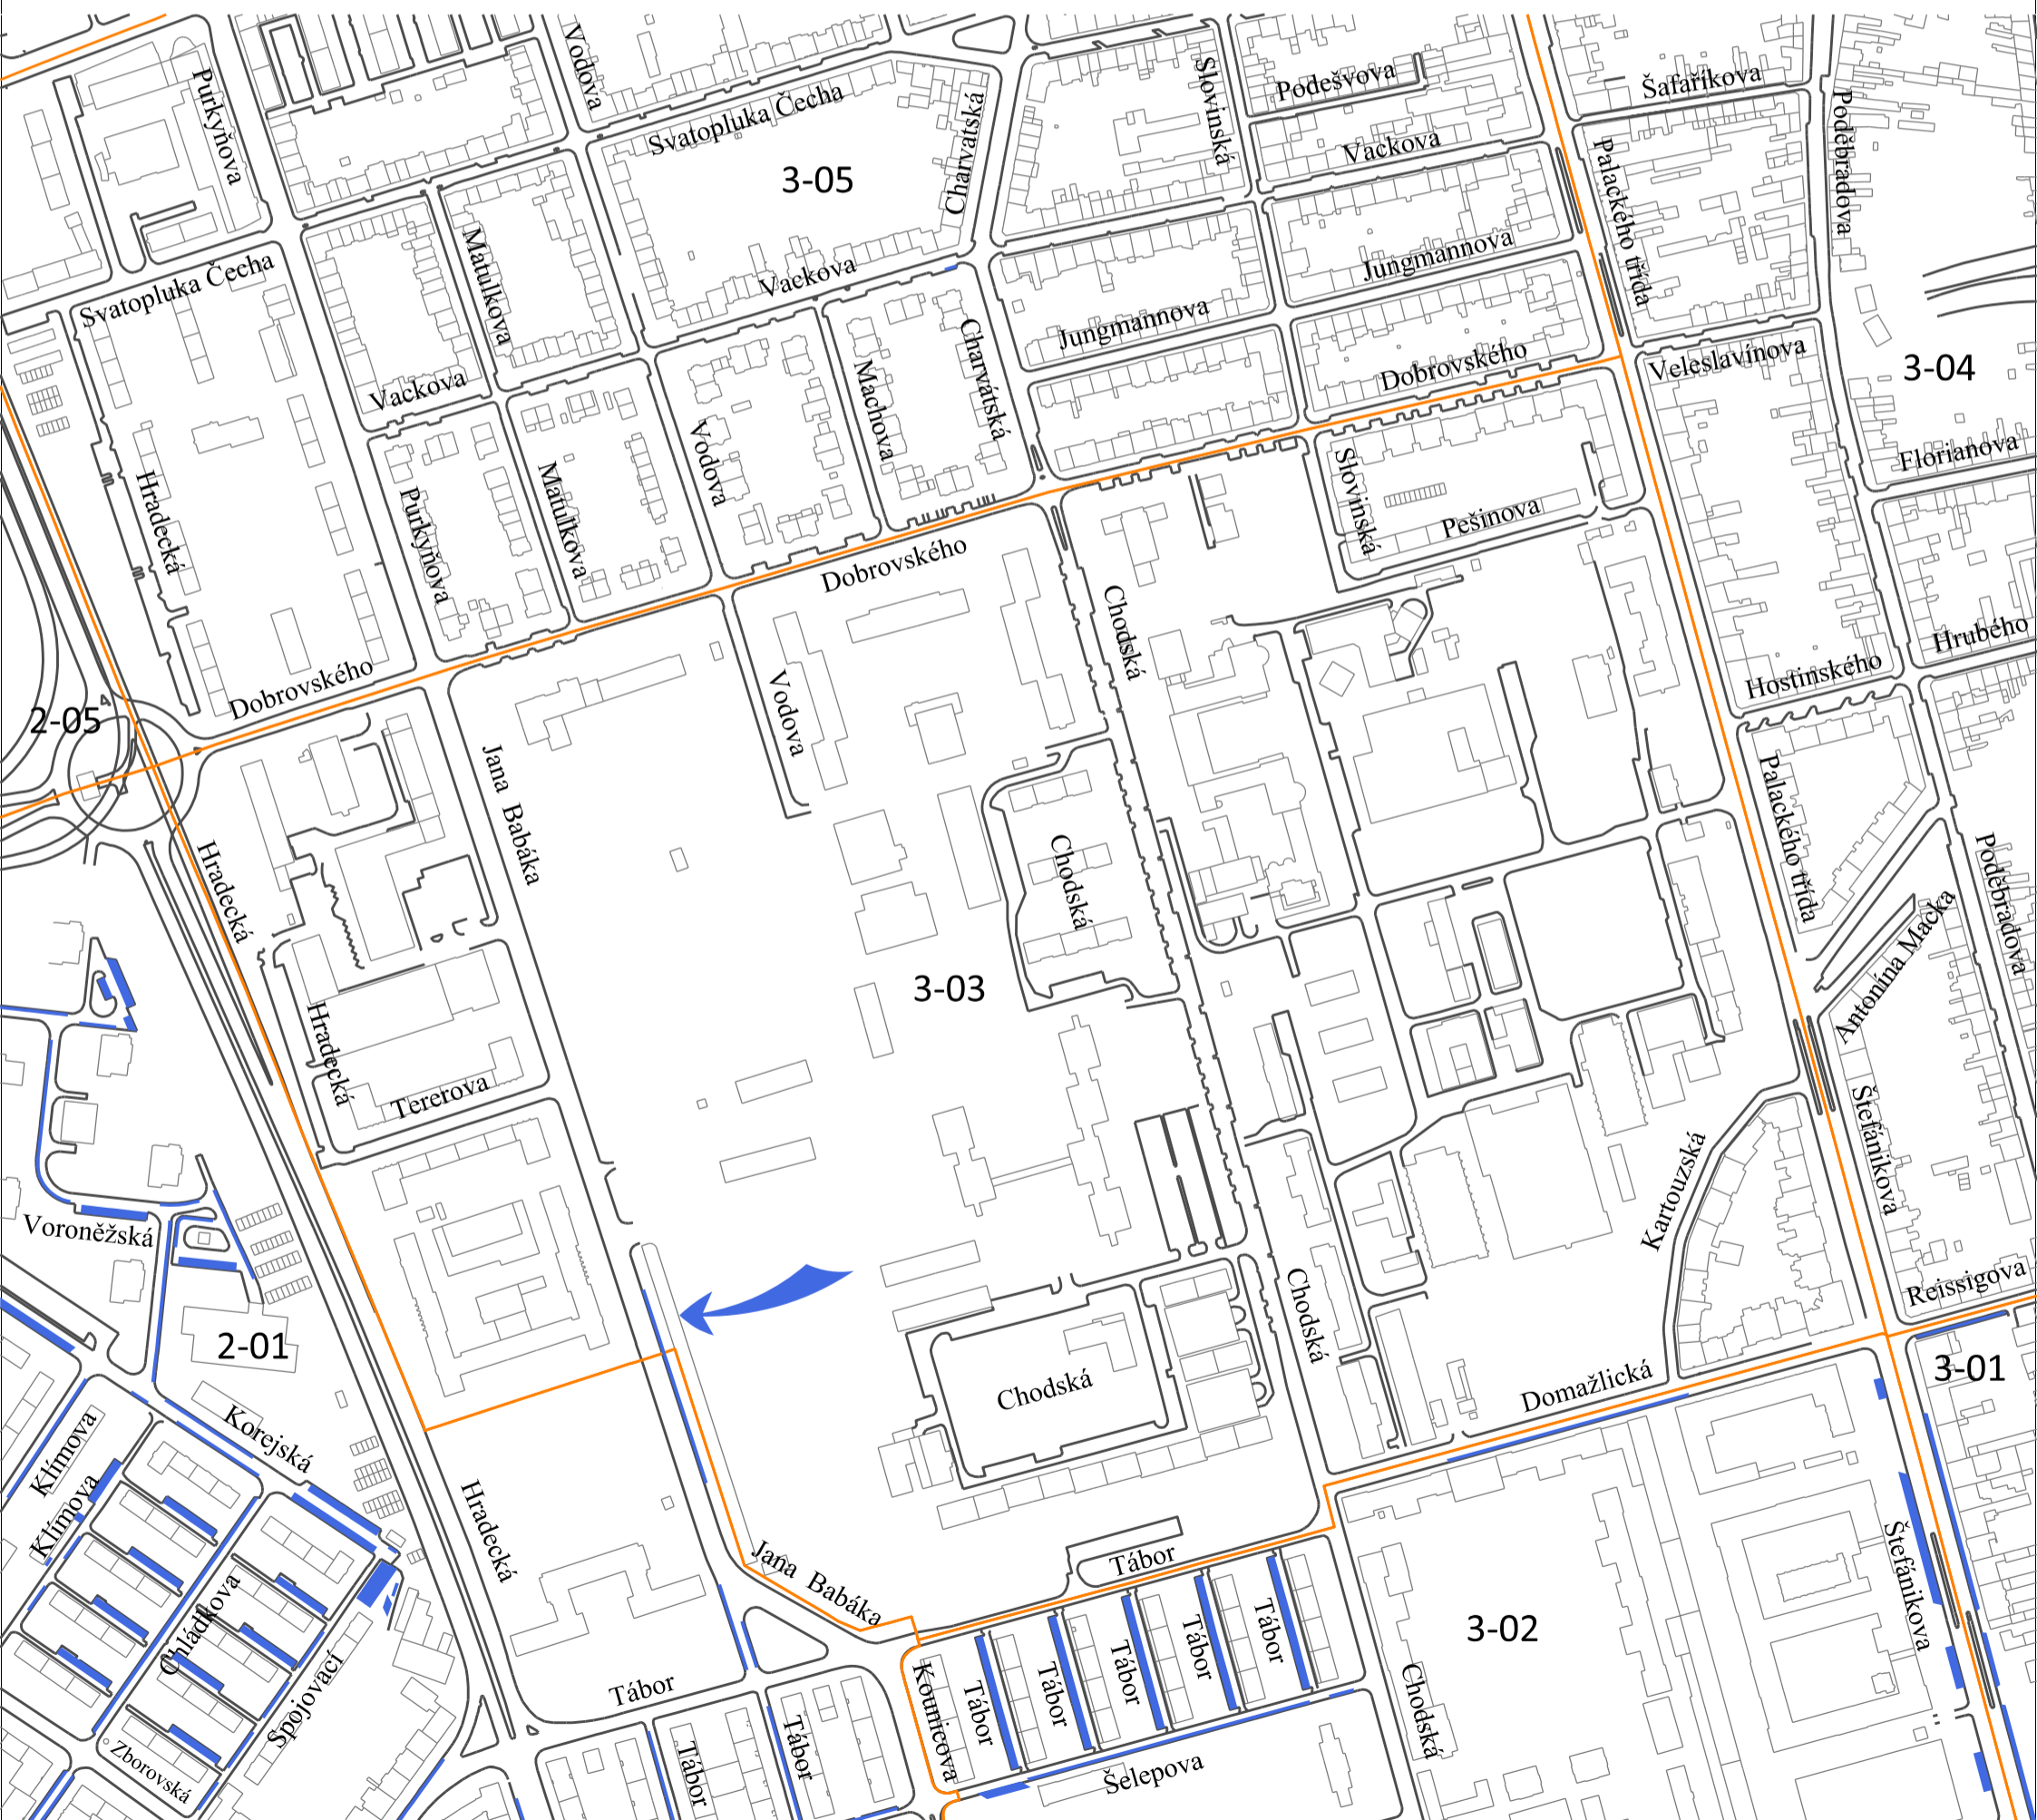 Vodova
Slovinská
Podešvova
Šafaříkova
Purkyňova
Svatopluka Čecha
Charvatská
Vackova
Palackého třída
Poděbradova
3-05
Svatopluka Čecha
Matulkova
Vackova
Jungmannova
Jungmannova
Charvatská
Veleslavínova
3-04
Vackova
Machova
Dobrovského
Hradecká
Vodova
Slovinská
Florianova
Purkyňova
Matulkova
Pešinova
Dobrovského
Chodská
Hrubého
Hostinského
Dobrovského
Vodova
2-05
Jana Babáka
Palackého třída
Hradecká
Chodská
Poděbradova
Antonína Macka
3-03
Hradecká
Tererova
Štefánikova
Kartouzská
Voroněžská
Chodská
Reissigova
2-01
3-01
Chodská
Domažlická
Korejská
Klímova
Klímova
Hradecká
Jana Babáka
Tábor
Štefánikova
Chládkova
3-02
Tábor
Tábor
Tábor
Tábor
Tábor
Kounicova
Tábor
Spojovací
Chodská
Zborovská
Tábor
Tábor
Šelepova